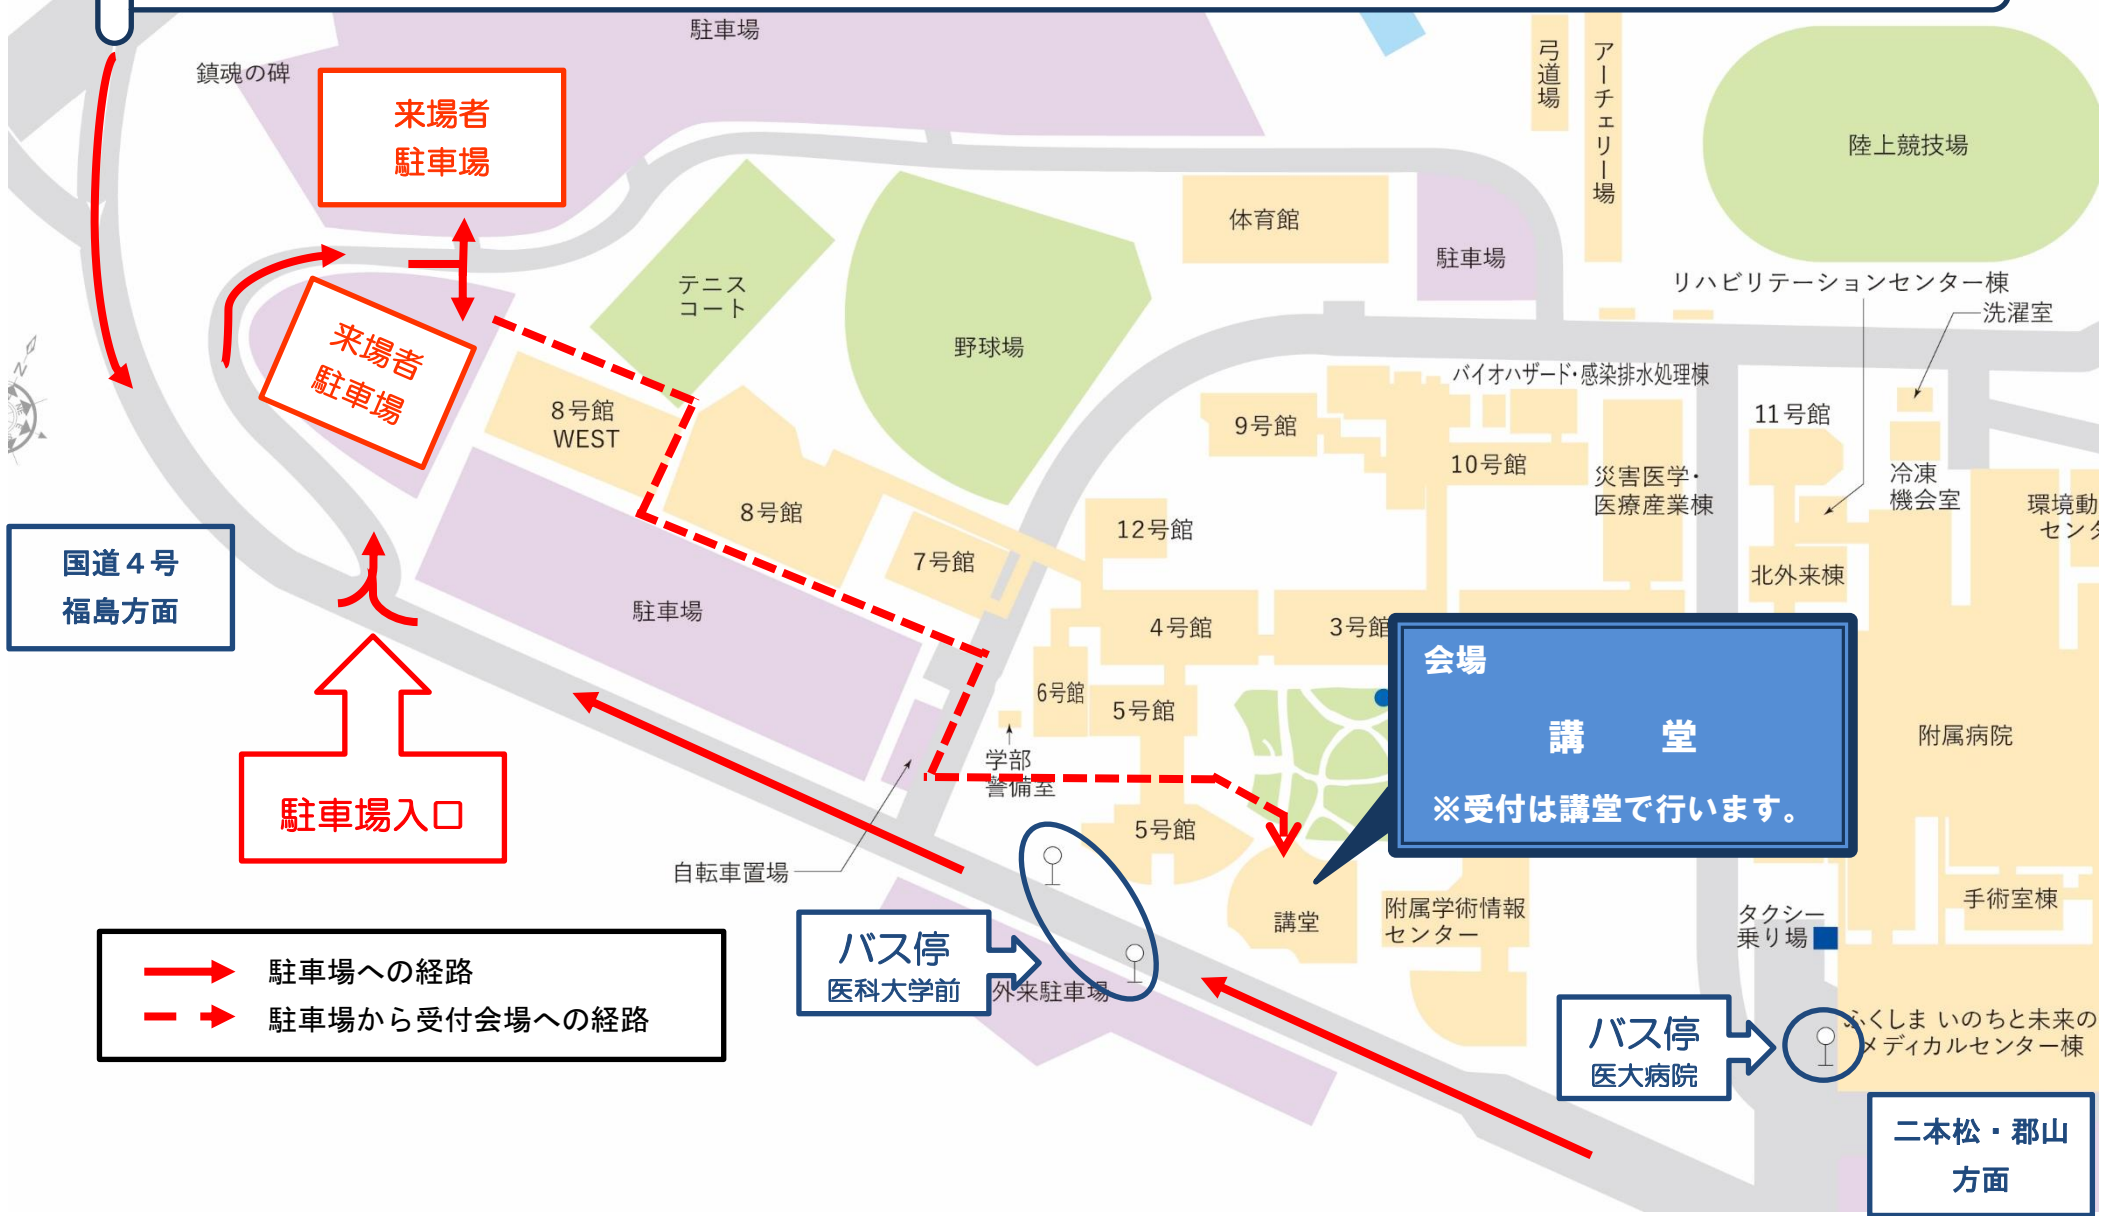 駐車場
鎮魂の碑
来場者
駐車場
弓道場
アーチェリー場
陸上競技場
体育館
駐車場
テニス
コート
野球場
リハビリテーションセンター棟
洗濯室
来場者
駐車場
N
8号館
WEST
9号館
バイオハザード・感染排水処理棟
10号館
11号館
災害医学・
医療産業棟
冷凍
機会室
環境動
センタ
8号館
12号館
7号館
北外来棟
国道4号
福島方面
駐車場
4号館
3号館
会場
講 堂
※受付は講堂で行います。
6号館
5号館
附属病院
学部
警備室
駐車場入口
5号館
自転車置場
講堂
附属学術情報
センター
タクシー
乗り場
手術室棟
バス停
医科大学前
外来駐車場
駐車場への経路
駐車場から受付会場への経路
バス停
医大病院
ふくしま いのちと未来の
メディカルセンター棟
二本松・郡山
方面